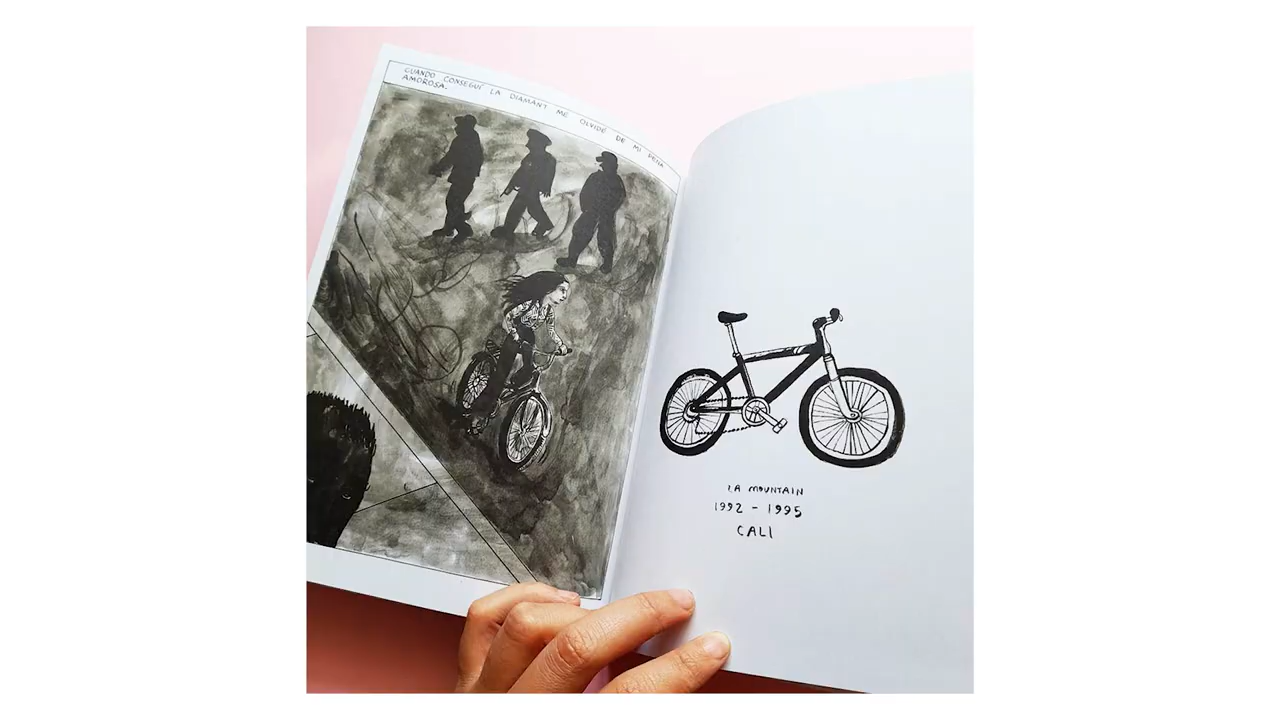 CUANDO CONSEGUÍ LA DIAMANT ME OLVIDÉ DE MI PENA
AMOROSA.
LA MOUNTAIN
1992 - 1995
CALI